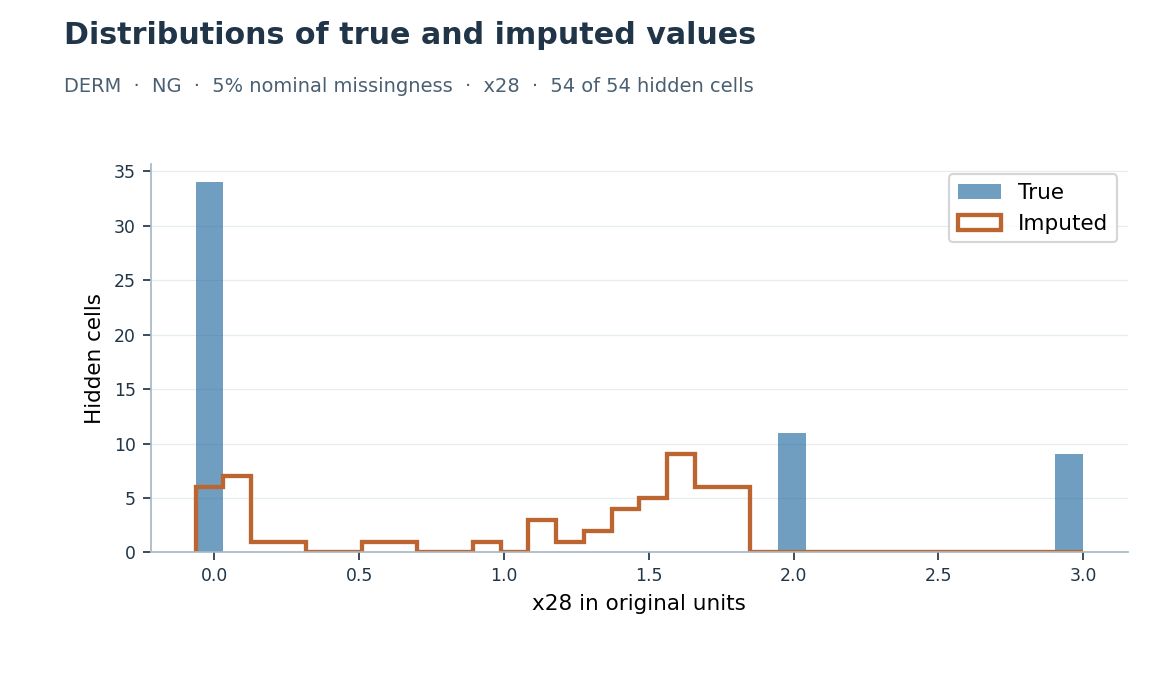 Distributions of true and imputed values
DERM · NG · 5% nominal missingness · x28 · 54 of 54 hidden cells
35
30
25
20
15
10
5
0
Hidden cells
True
Imputed
0.0 0.5 1.0 1.5 2.0 2.5 3.0
x28 in original units